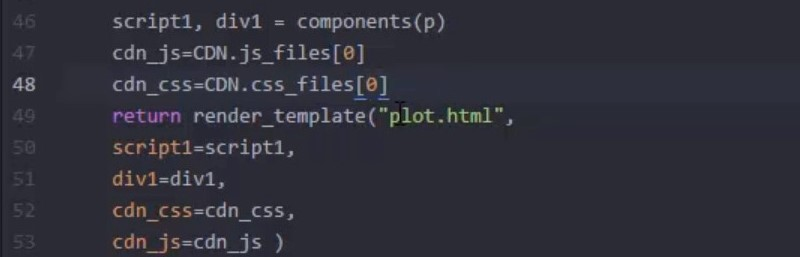 46 script1, div1 = components(p)
47 cdn_js=CDN.js_files[0]
48 cdn_css=CDN.css_files[0]
49 return render_template("plot.html",
50 script1=script1,
51 div1=div1,
52 cdn_css=cdn_css,
53 cdn_js=cdn_js )